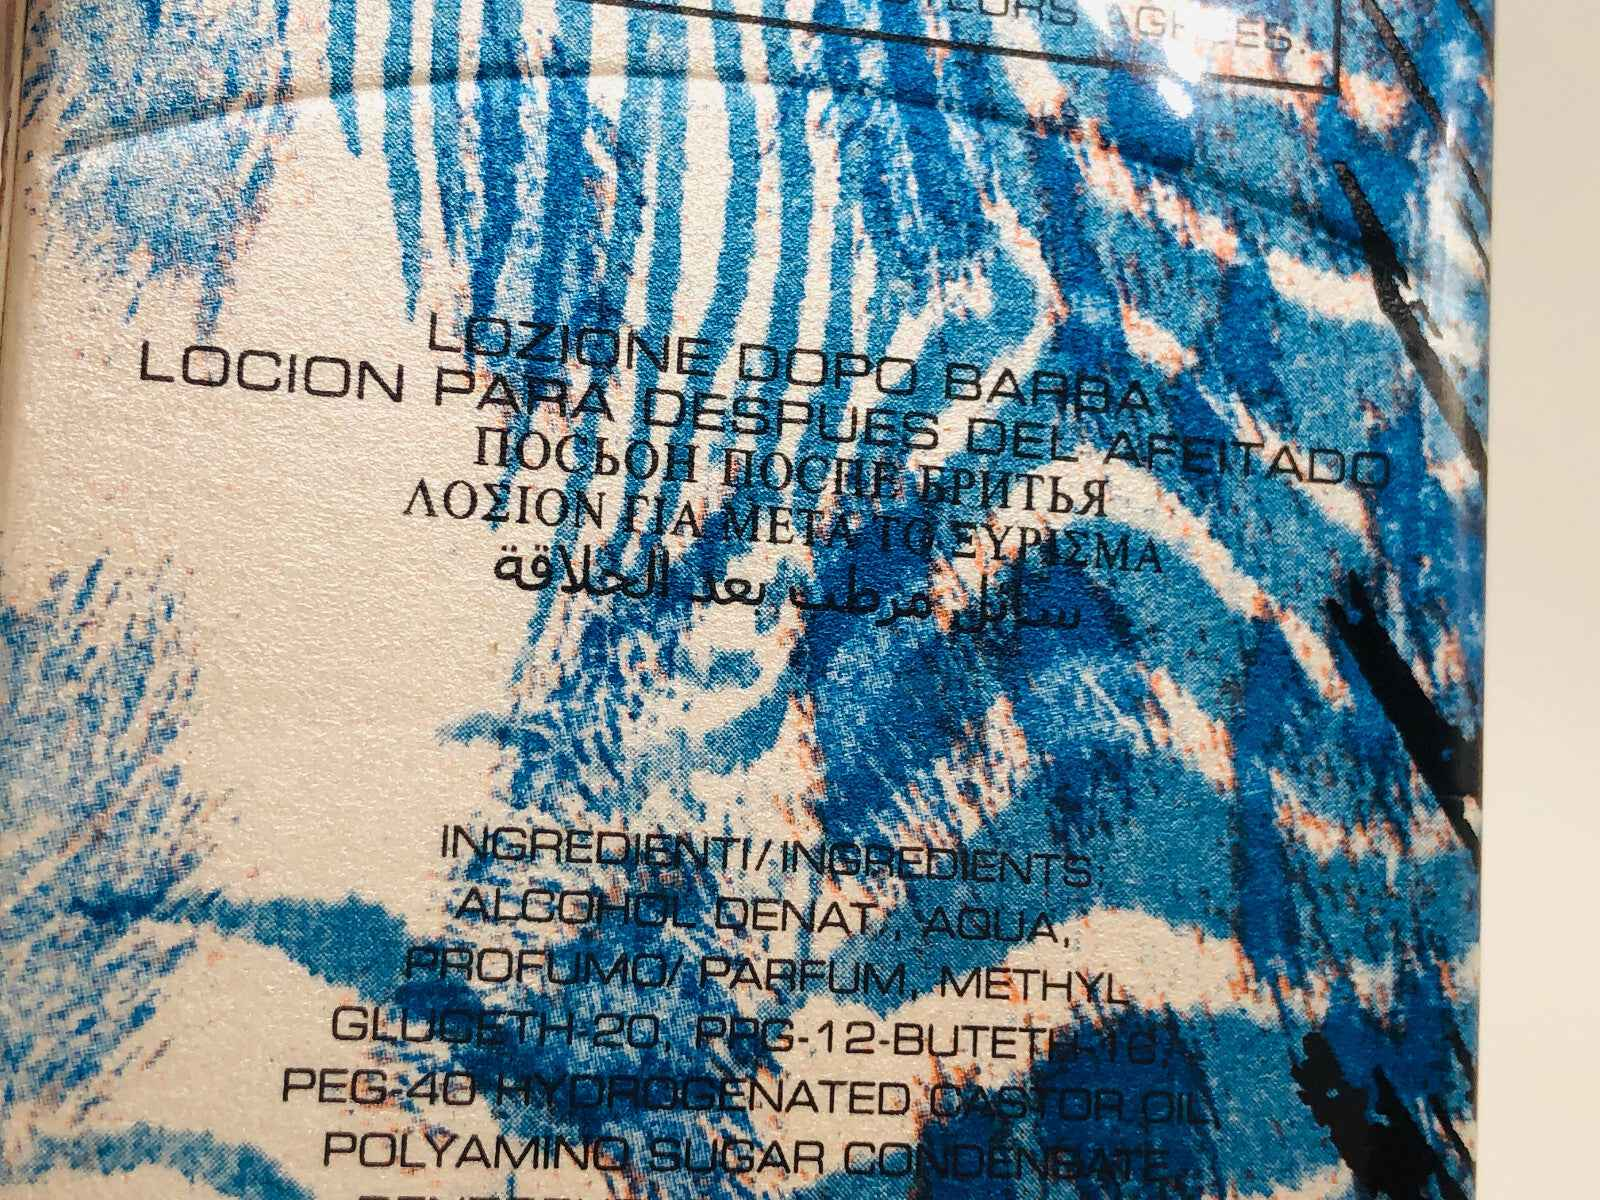 LOZIONE DOPO BARBA
LOCION PARA DESPUES DEL AFEITADO
ПОСЬОН ПОСПЕ БРИТЬЯ
ΛΟΣΙΟΝ ΓΙΑ ΜΕΤΑ ΤΟ ΞΥΡΙΣΜΑ
سائل مرطب بعد الحلاقة
INGREDIENTI/INGREDIENTS:
ALCOHOL DENAT., AQUA,
PROFUMO/ PARFUM, METHYL
GLUCETH-20, PPG-12-BUTETH-16,
PEG-40 HYDROGENATED CASTOR OIL,
POLYAMINO SUGAR CONDENSATE,